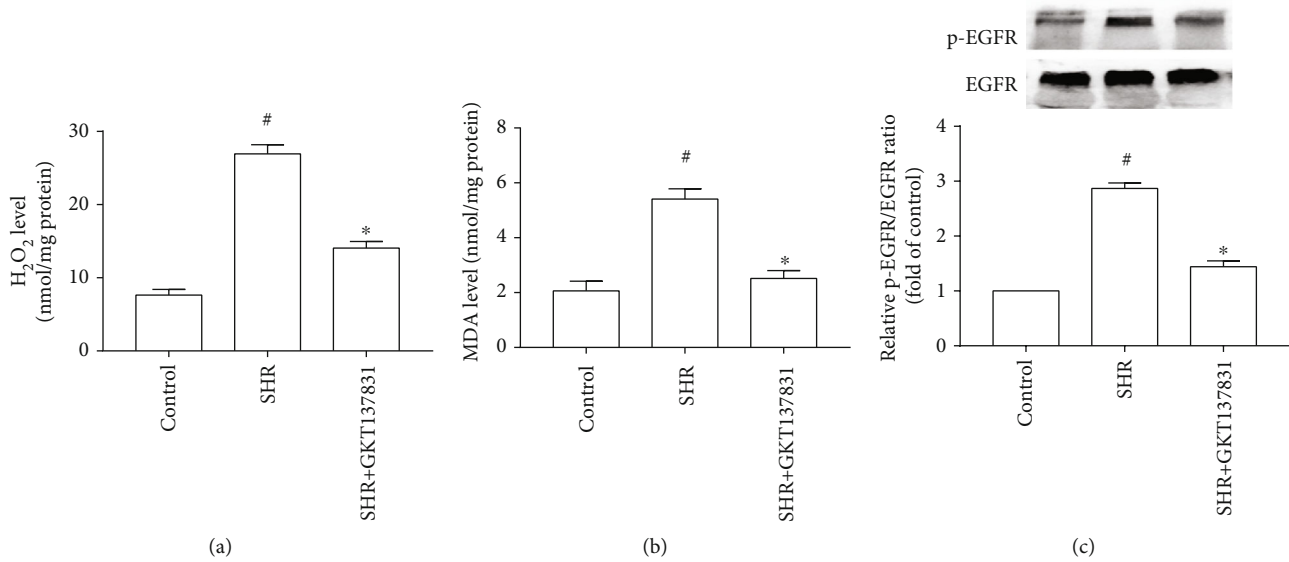 H₂O₂ level
(nmol/mg protein)
30
20
10
0
#
*
Control
SHR
SHR+GKT137831
(a)
MDA level (nmol/mg protein)
8
6
4
2
0
#
*
Control
SHR
SHR+GKT137831
(b)
p-EGFR
EGFR
Relative p-EGFR/EGFR ratio
(fold of control)
4
3
2
1
0
#
*
Control
SHR
SHR+GKT137831
(c)